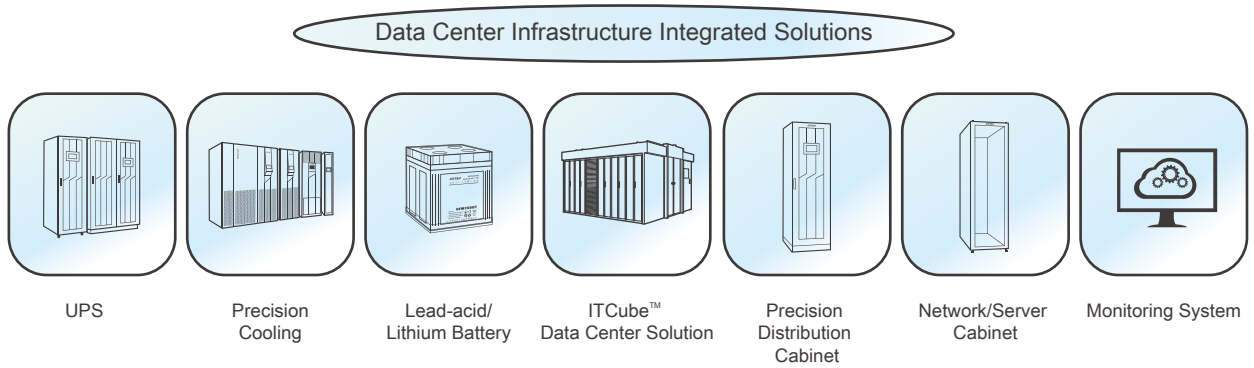 Data Center Infrastructure Integrated Solutions
UPS
Precision
Cooling
Lead-acid/
Lithium Battery
ITCube™
Data Center Solution
Precision
Distribution
Cabinet
Network/Server
Cabinet
Monitoring System